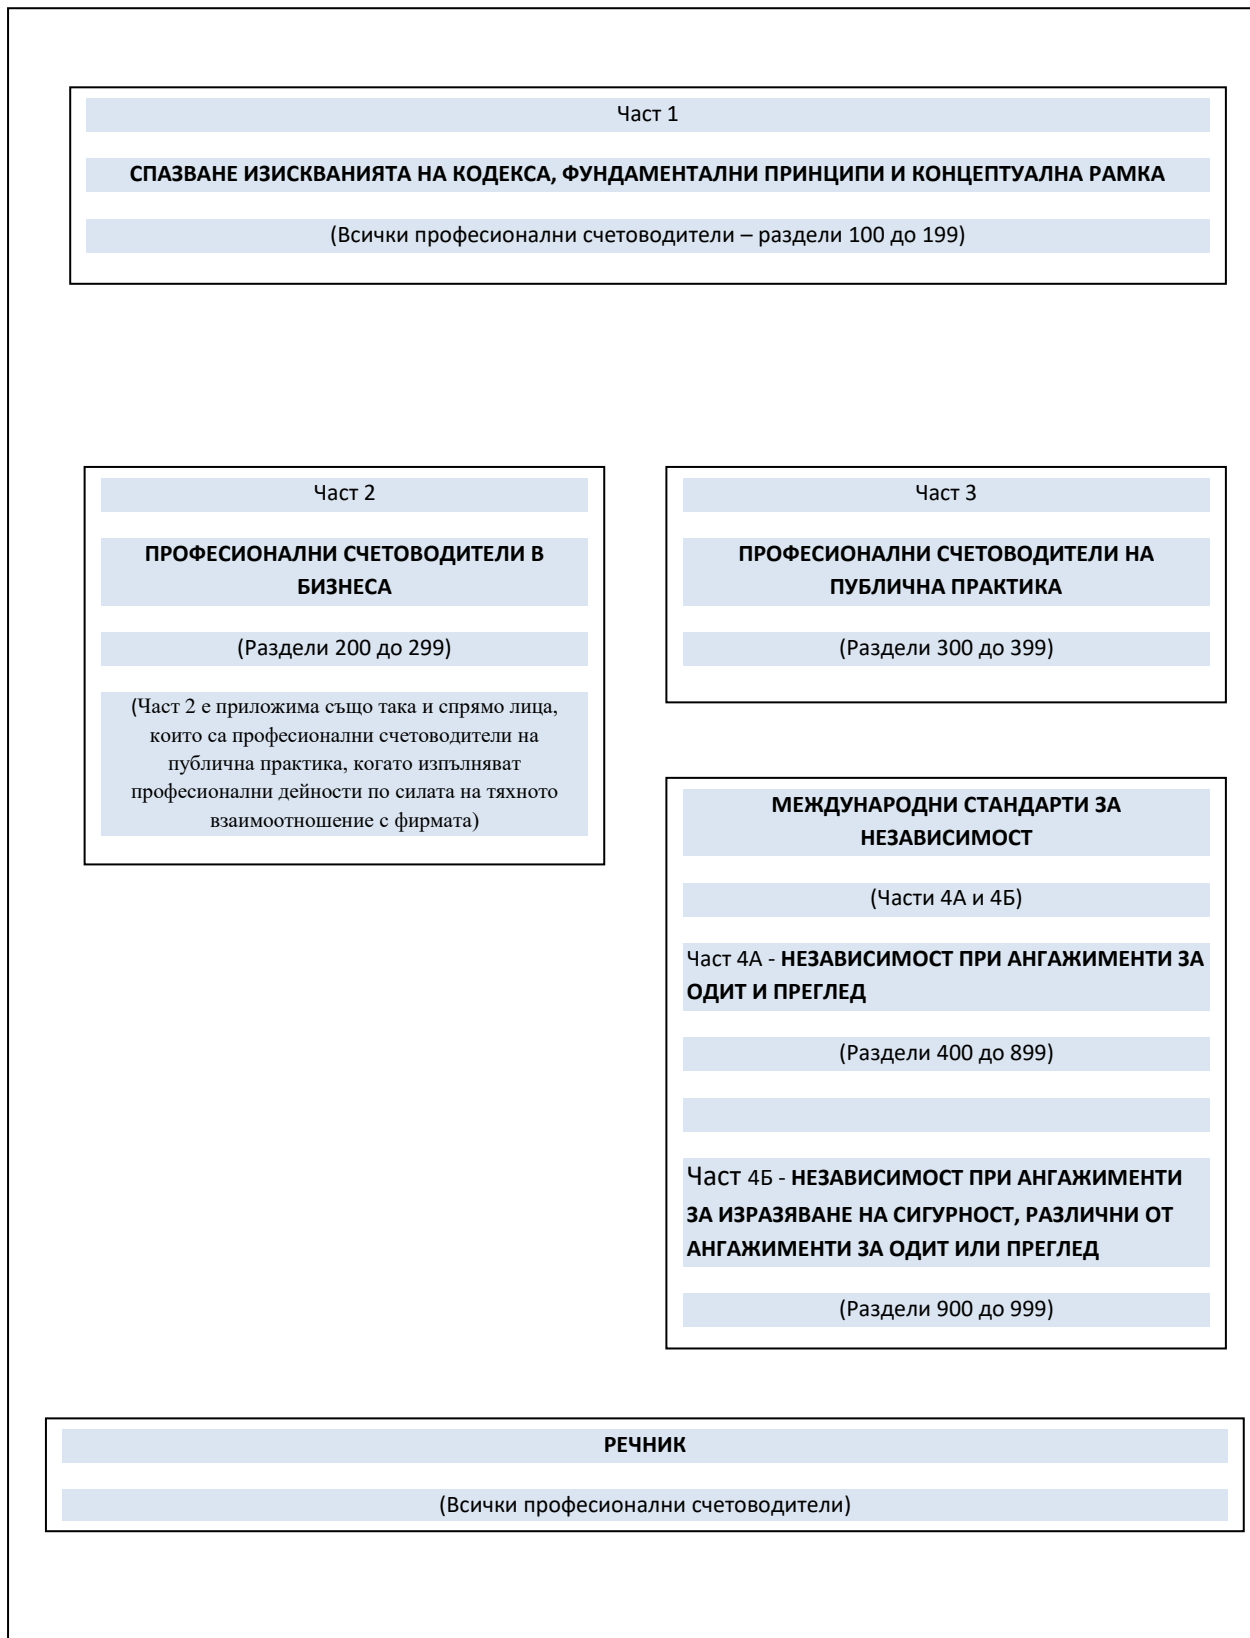 Част 1
СПАЗВАНЕ ИЗИСКВАНИЯТА НА КОДЕКСА, ФУНДАМЕНТАЛНИ ПРИНЦИПИ И КОНЦЕПТУАЛНА РАМКА
(Всички професионални счетоводители – раздели 100 до 199)
Част 2
ПРОФЕСИОНАЛНИ СЧЕТОВОДИТЕЛИ В
БИЗНЕСА
(Раздели 200 до 299)
(Част 2 е приложима също така и спрямо лица,
които са професионални счетоводители на
публична практика, когато изпълняват
професионални дейности по силата на тяхното
взаимоотношение с фирмата)
Част 3
ПРОФЕСИОНАЛНИ СЧЕТОВОДИТЕЛИ НА
ПУБЛИЧНА ПРАКТИКА
(Раздели 300 до 399)
МЕЖДУНАРОДНИ СТАНДАРТИ ЗА
НЕЗАВИСИМОСТ
(Части 4А и 4Б)
Част 4А - НЕЗАВИСИМОСТ ПРИ АНГАЖИМЕНТИ ЗА
ОДИТ И ПРЕГЛЕД
(Раздели 400 до 899)
Част 4Б - НЕЗАВИСИМОСТ ПРИ АНГАЖИМЕНТИ
ЗА ИЗРАЗЯВАНЕ НА СИГУРНОСТ, РАЗЛИЧНИ ОТ
АНГАЖИМЕНТИ ЗА ОДИТ ИЛИ ПРЕГЛЕД
(Раздели 900 до 999)
РЕЧНИК
(Всички професионални счетоводители)